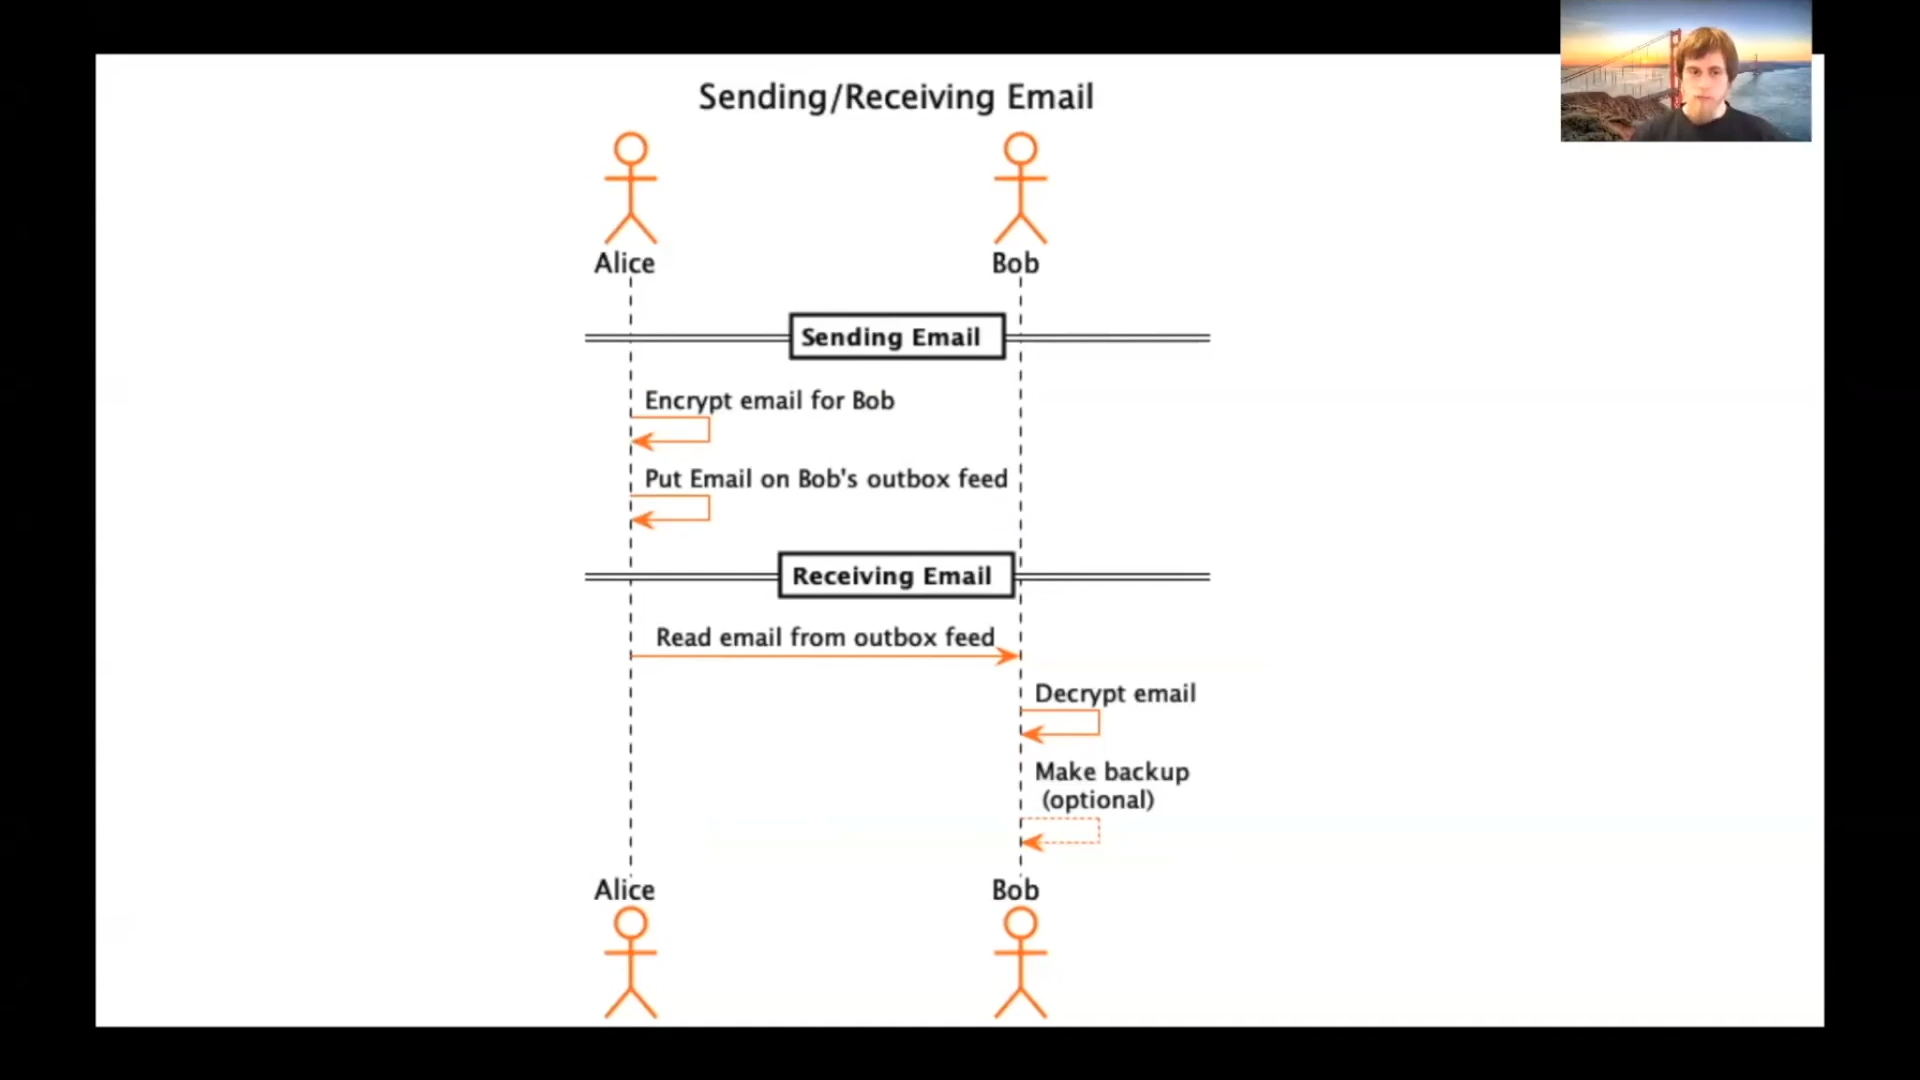 Sending/Receiving Email
Alice
Bob
Sending Email
Encrypt email for Bob
Put Email on Bob's outbox feed
Receiving Email
Read email from outbox feed
Decrypt email
Make backup
(optional)
Alice
Bob